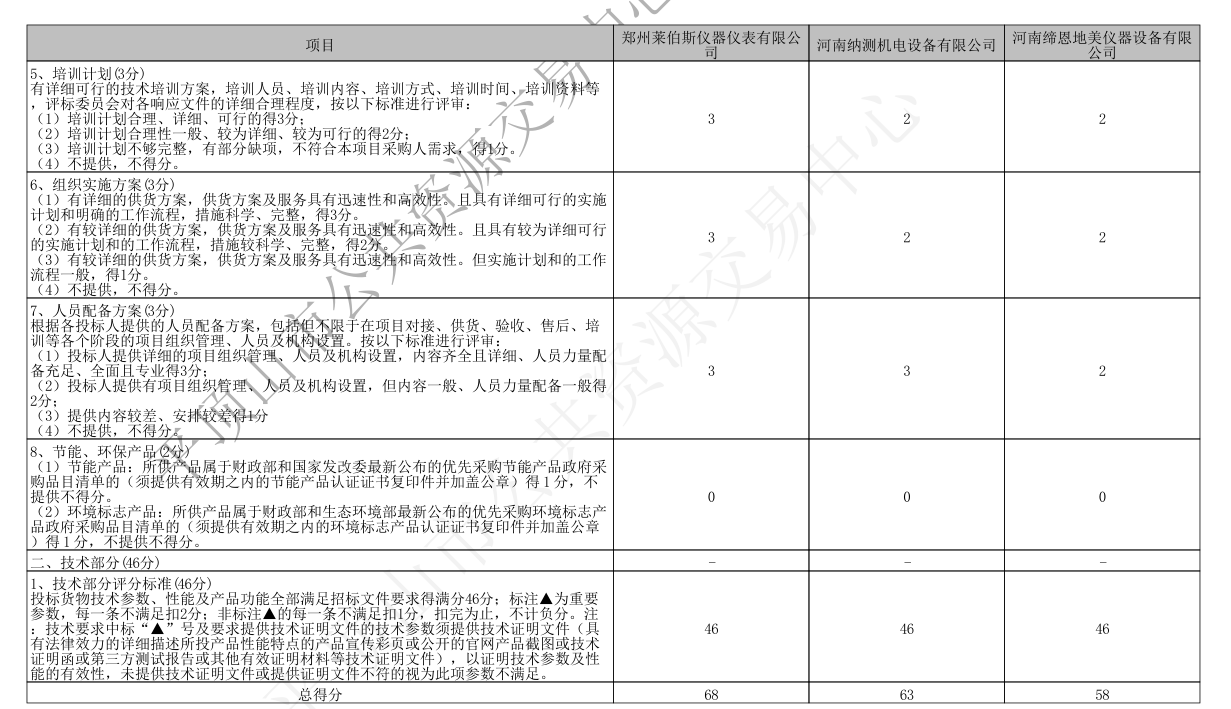 项目
郑州莱伯斯仪器仪表有限公
司
河南纳测机电设备有限公司
河南缔恩地美仪器设备有限
公司
5、培训计划(3分)
有详细可行的技术培训方案，培训人员、培训内容、培训方式、培训时间、培训资料等
，评标委员会对各响应文件的详细合理程度，按以下标准进行评审：
（1）培训计划合理、详细、可行的得3分；
（2）培训计划合理性一般、较为详细、较为可行的得2分；
（3）培训计划不够完整，有部分缺项，不符合本项目采购人需求，得1分。
（4）不提供，不得分。
3
2
2
6、组织实施方案(3分)
（1）有详细的供货方案，供货方案及服务具有迅速性和高效性。且具有详细可行的实施
计划和明确的工作流程，措施科学、完整，得3分。
（2）有较详细的供货方案，供货方案及服务具有迅速性和高效性。且具有较为详细可行
的实施计划和的工作流程，措施较科学、完整，得2分。
（3）有较详细的供货方案，供货方案及服务具有迅速性和高效性。但实施计划和的工作
流程一般，得1分。
（4）不提供，不得分。
3
2
2
7、人员配备方案(3分)
根据各投标人提供的人员配备方案，包括但不限于在项目对接、供货、验收、售后、培
训等各个阶段的项目组织管理、人员及机构设置。按以下标准进行评审：
（1）投标人提供详细的项目组织管理、人员及机构设置，内容齐全且详细、人员力量配
备充足、全面且专业得3分；
（2）投标人提供有项目组织管理、人员及机构设置，但内容一般、人员力量配备一般得
2分；
（3）提供内容较差、安排较差得1分
（4）不提供，不得分。
3
3
2
8、节能、环保产品(2分)
（1）节能产品：所供产品属于财政部和国家发改委最新公布的优先采购节能产品政府采
购品目清单的（须提供有效期之内的节能产品认证证书复印件并加盖公章）得1分，不
提供不得分。
（2）环境标志产品：所供产品属于财政部和生态环境部最新公布的优先采购环境标志产
品政府采购品目清单的（须提供有效期之内的环境标志产品认证证书复印件并加盖公章
）得1分，不提供不得分。
0
0
0
二、技术部分(46分)
－
－
－
1、技术部分评分标准(46分)
投标货物技术参数、性能及产品功能全部满足招标文件要求得满分46分；标注▲为重要
参数，每一条不满足扣2分；非标注▲的每一条不满足扣1分，扣完为止，不计负分。注
：技术要求中标“▲”号及要求提供技术证明文件的技术参数须提供技术证明文件（具
有法律效力的详细描述所投产品性能特点的产品宣传彩页或公开的官网产品截图或技术
证明函或第三方测试报告或其他有效证明材料等技术证明文件），以证明技术参数及性
能的有效性，未提供技术证明文件或提供证明文件不符的视为此项参数不满足。
46
46
46
总得分
68
63
58
平顶山市公共资源交易中心
山市公共资源交易中心